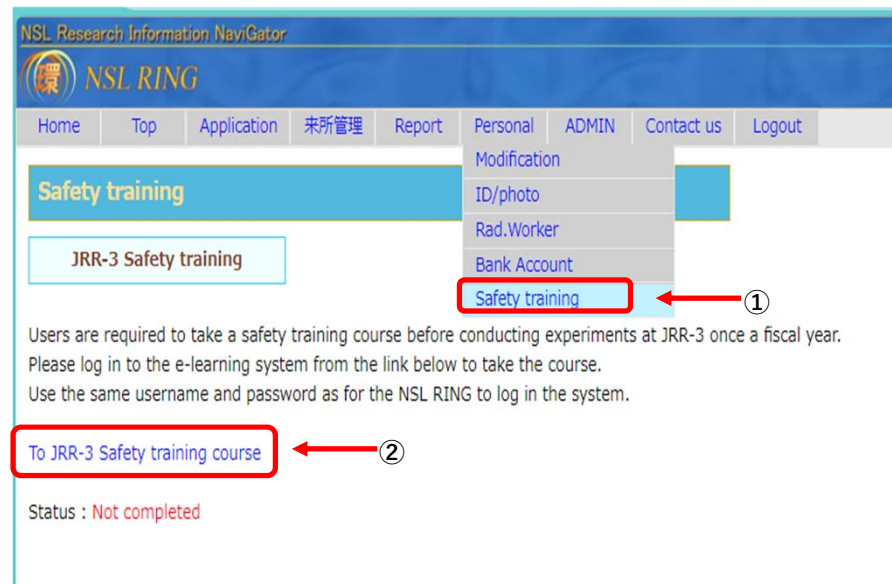 NSL Research Information NaviGator
環 NSL RING
Home Top Application 来所管理 Report Personal ADMIN Contact us Logout
Modification
ID/photo
Rad.Worker
Bank Account
Safety training
①
Safety training
JRR-3 Safety training
Users are required to take a safety training course before conducting experiments at JRR-3 once a fiscal year.
Please log in to the e-learning system from the link below to take the course.
Use the same username and password as for the NSL RING to log in the system.
To JRR-3 Safety training course
②
Status : Not completed